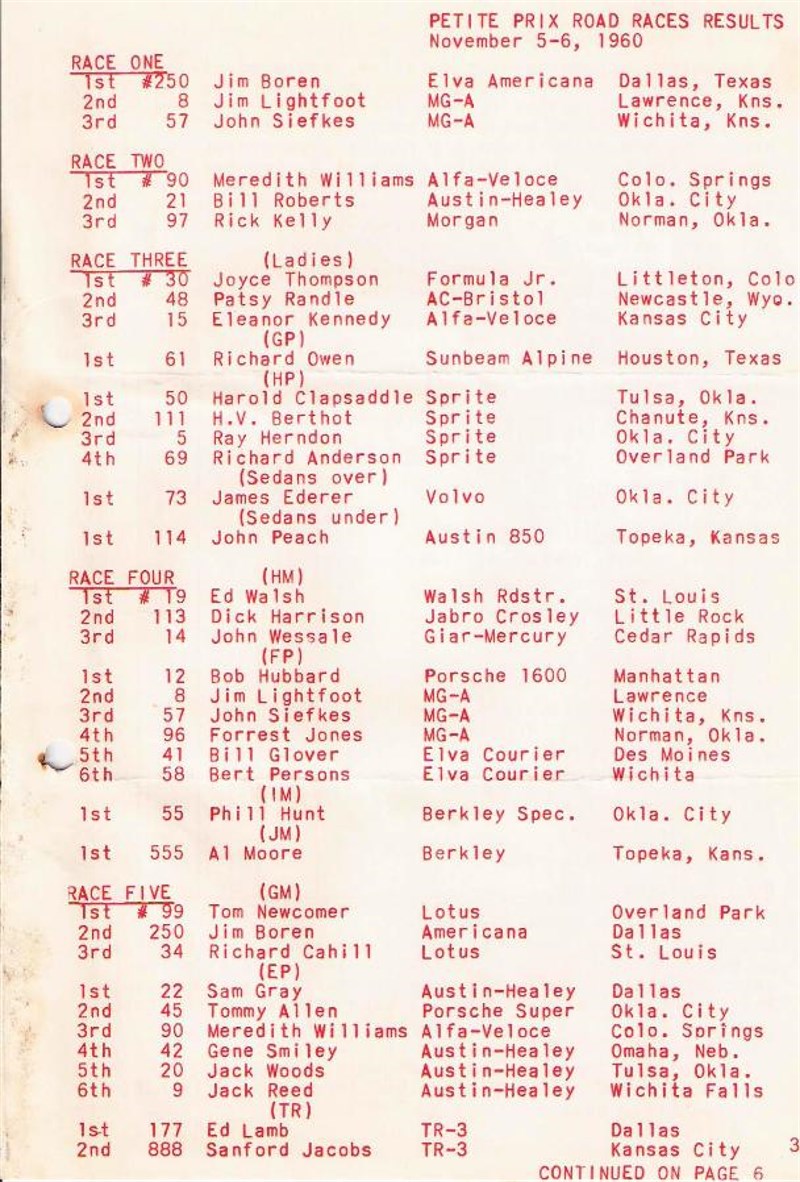 PETITE PRIX ROAD RACES RESULTS
November 5-6, 1960
RACE ONE
1st #250 Jim Boren Elva Americana Dallas, Texas
2nd 8 Jim Lightfoot MG-A Lawrence, Kns.
3rd 57 John Siefkes MG-A Wichita, Kns.
RACE TWO
1st # 90 Meredith Williams Alfa-Veloce Colo. Springs
2nd 21 Bill Roberts Austin-Healey Okla. City
3rd 97 Rick Kelly Morgan Norman, Okla.
RACE THREE (Ladies)
1st # 30 Joyce Thompson Formula Jr. Littleton, Colo
2nd 48 Patsy Randle AC-Bristol Newcastle, Wyo.
3rd 15 Eleanor Kennedy Alfa-Veloce Kansas City
(GP)
1st 61 Richard Owen Sunbeam Alpine Houston, Texas
(HP)
1st 50 Harold Clapsaddle Sprite Tulsa, Okla.
2nd 111 H.V. Berthot Sprite Chanute, Kns.
3rd 5 Ray Herndon Sprite Okla. City
4th 69 Richard Anderson Sprite Overland Park
(Sedans over)
1st 73 James Ederer Volvo Okla. City
(Sedans under)
1st 114 John Peach Austin 850 Topeka, Kansas
RACE FOUR (HM)
1st # 19 Ed Walsh Walsh Rdstr. St. Louis
2nd 113 Dick Harrison Jabro Crosley Little Rock
3rd 14 John Wessale Giar-Mercury Cedar Rapids
(FP)
1st 12 Bob Hubbard Porsche 1600 Manhattan
2nd 8 Jim Lightfoot MG-A Lawrence
3rd 57 John Siefkes MG-A Wichita, Kns.
4th 96 Forrest Jones MG-A Norman, Okla.
5th 41 Bill Glover Elva Courier Des Moines
6th 58 Bert Persons Elva Courier Wichita
(IM)
1st 55 Phill Hunt Berkley Spec. Okla. City
(JM)
1st 555 Al Moore Berkley Topeka, Kans.
RACE FIVE (GM)
1st # 99 Tom Newcomer Lotus Overland Park
2nd 250 Jim Boren Americana Dallas
3rd 34 Richard Cahill Lotus St. Louis
(EP)
1st 22 Sam Gray Austin-Healey Dallas
2nd 45 Tommy Allen Porsche Super Okla. City
3rd 90 Meredith Williams Alfa-Veloce Colo. Springs
4th 42 Gene Smiley Austin-Healey Omaha, Neb.
5th 20 Jack Woods Austin-Healey Tulsa, Okla.
6th 9 Jack Reed Austin-Healey Wichita Falls
(TR)
1st 177 Ed Lamb TR-3 Dallas
2nd 888 Sanford Jacobs TR-3 Kansas City
3
CONTINUED ON PAGE 6